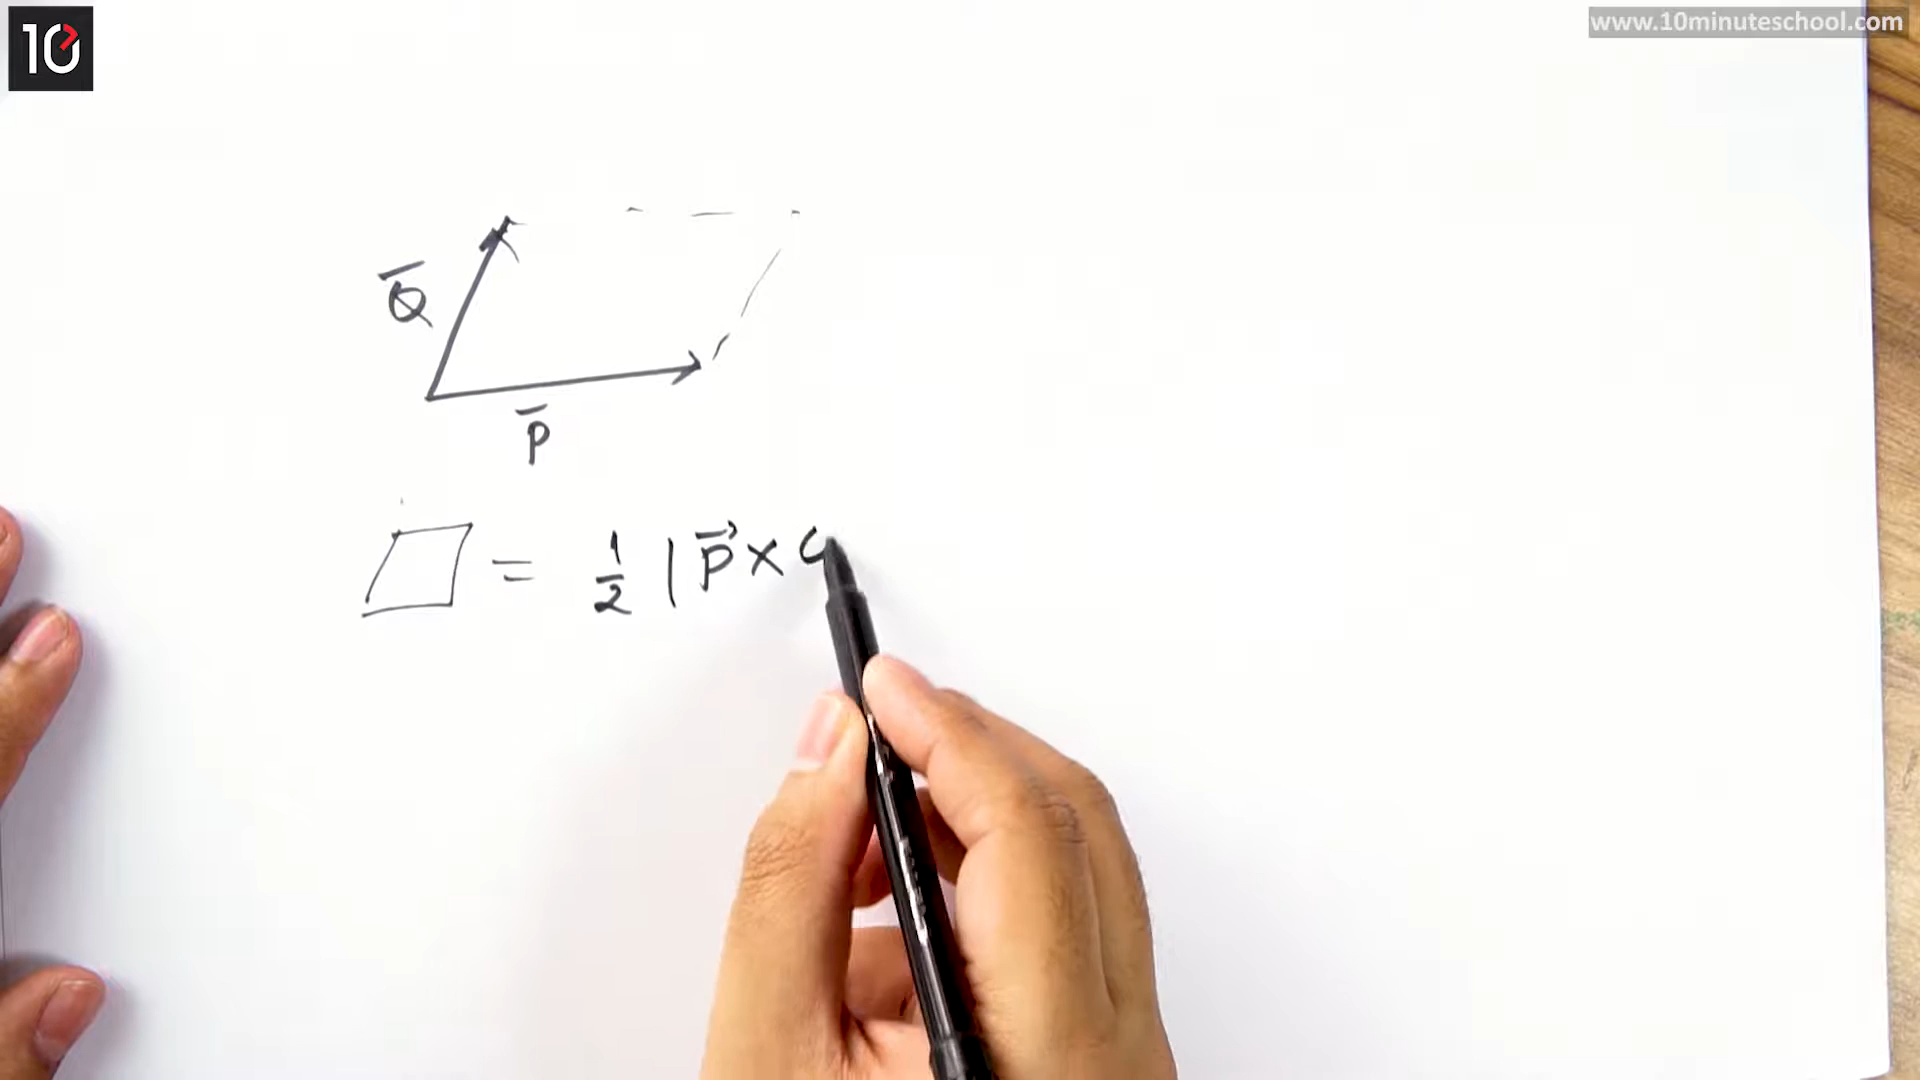 10
www.10minuteschool.com
Q̅
P̅
▱ = 1/2 | P⃗ ×